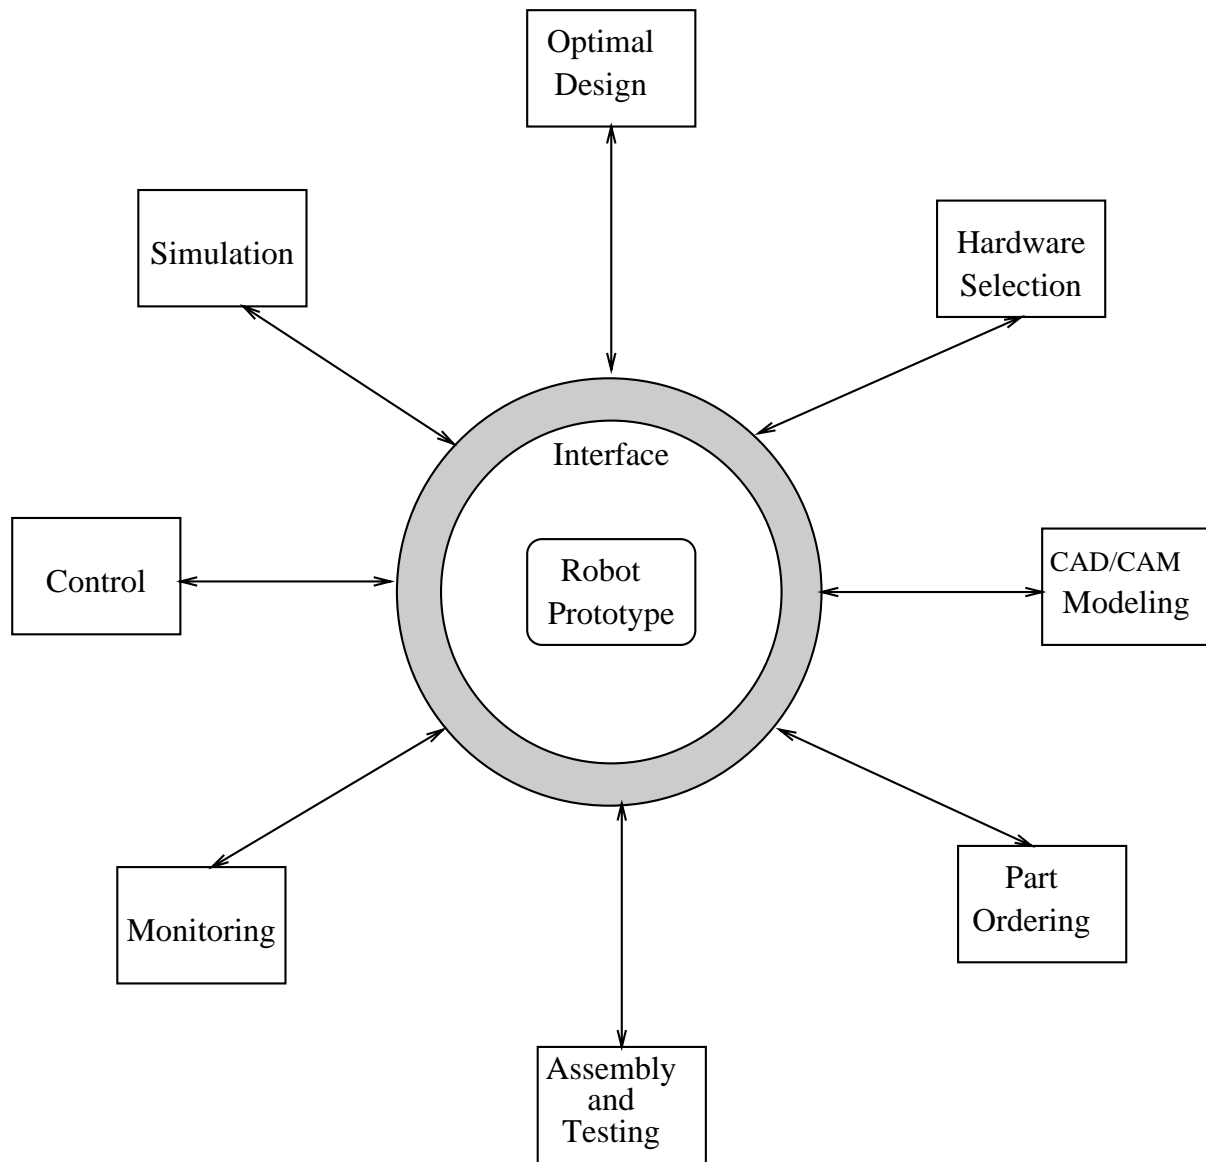 Optimal
Design
Simulation
Hardware
Selection
Interface
Control
Robot
Prototype
CAD/CAM
Modeling
Monitoring
Part
Ordering
Assembly
and
Testing